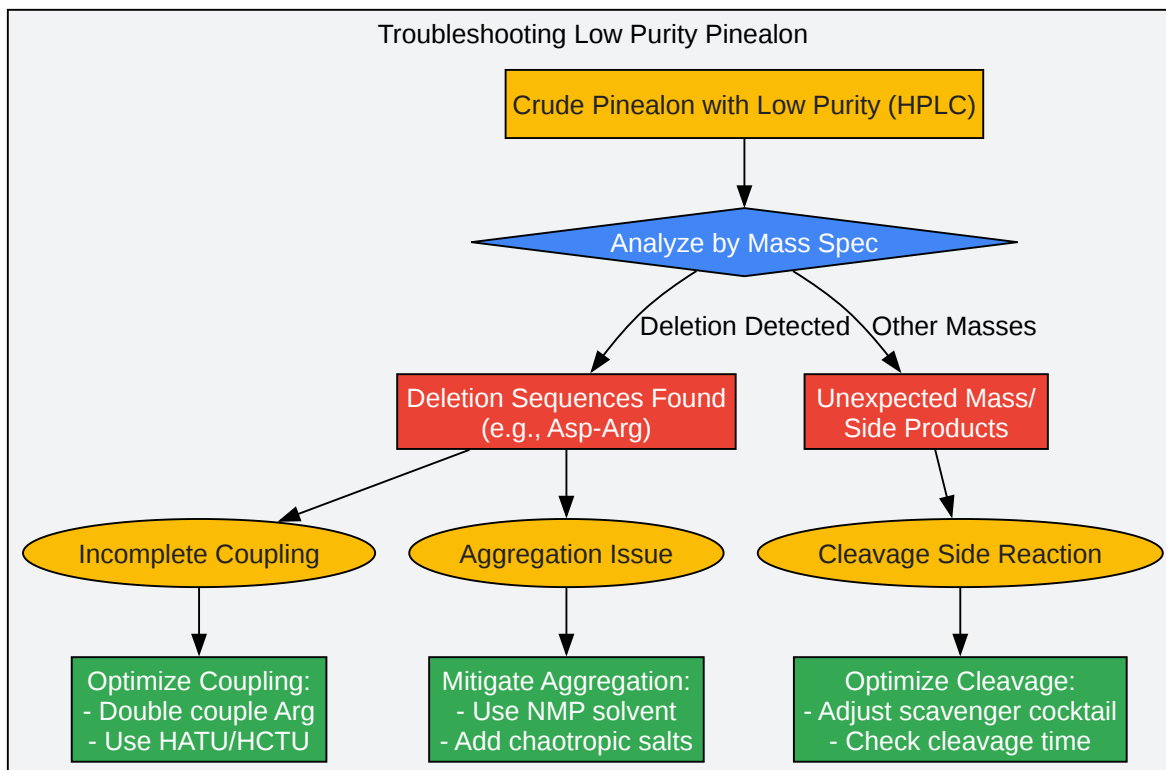 Troubleshooting Low Purity Pinealon
Crude Pinealon with Low Purity (HPLC)
Analyze by Mass Spec
Deletion Detected
Other Masses
Deletion Sequences Found
(e.g., Asp-Arg)
Unexpected Mass/
Side Products
Incomplete Coupling
Aggregation Issue
Cleavage Side Reaction
Optimize Coupling:
- Double couple Arg
- Use HATU/HCTU
Mitigate Aggregation:
- Use NMP solvent
- Add chaotropic salts
Optimize Cleavage:
- Adjust scavenger cocktail
- Check cleavage time